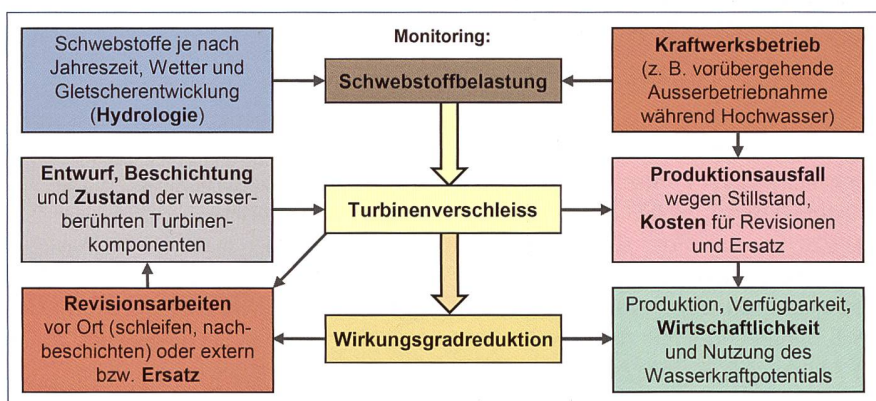 Monitoring:
Schwebstoffe je nach
Jahreszeit, Wetter und
Gletscherentwicklung
(Hydrologie)
Schwebstoffbelastung
Kraftwerksbetrieb
(z. B. vorübergehende
Ausserbetriebnahme
während Hochwasser)
Entwurf, Beschichtung
und Zustand der wasser-
berührten Turbinen-
komponenten
Turbinenverschleiss
Produktionsausfall
wegen Stillstand,
Kosten für Revisionen
und Ersatz
Revisionsarbeiten
vor Ort (schleifen, nach-
beschichten) oder extern
bzw. Ersatz
Wirkungsgradreduktion
Produktion, Verfügbarkeit,
Wirtschaftlichkeit
und Nutzung des
Wasserkraftpotentials